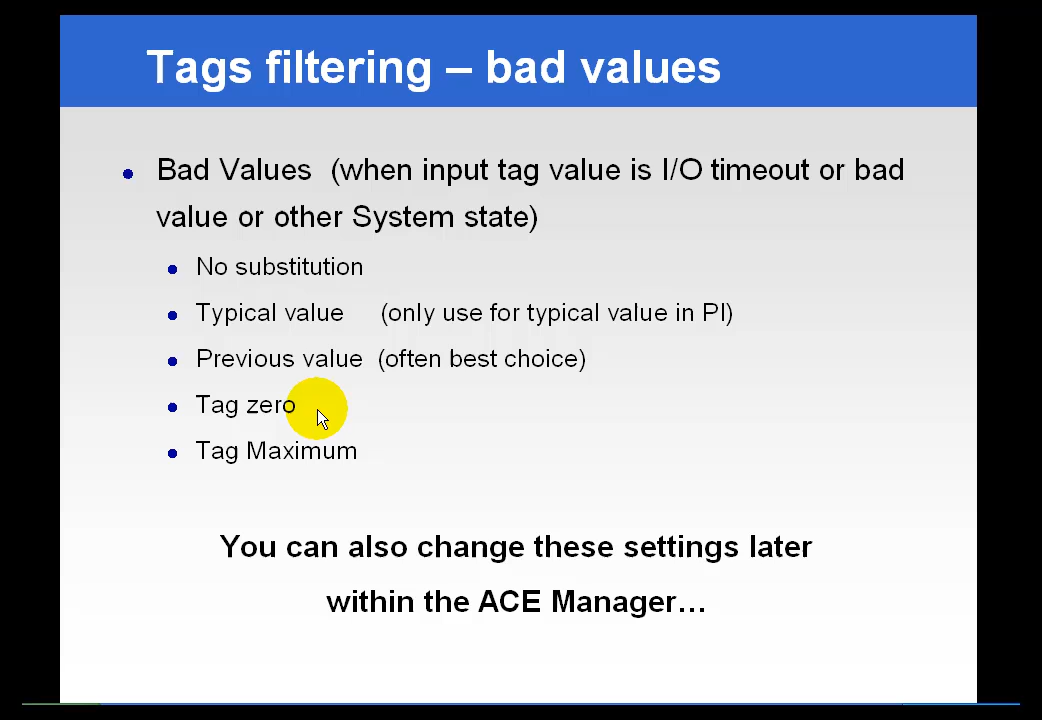 Tags filtering – bad values
Bad Values (when input tag value is I/O timeout or bad
value or other System state)
No substitution
Typical value (only use for typical value in PI)
Previous value (often best choice)
Tag zero
Tag Maximum
You can also change these settings later
within the ACE Manager…